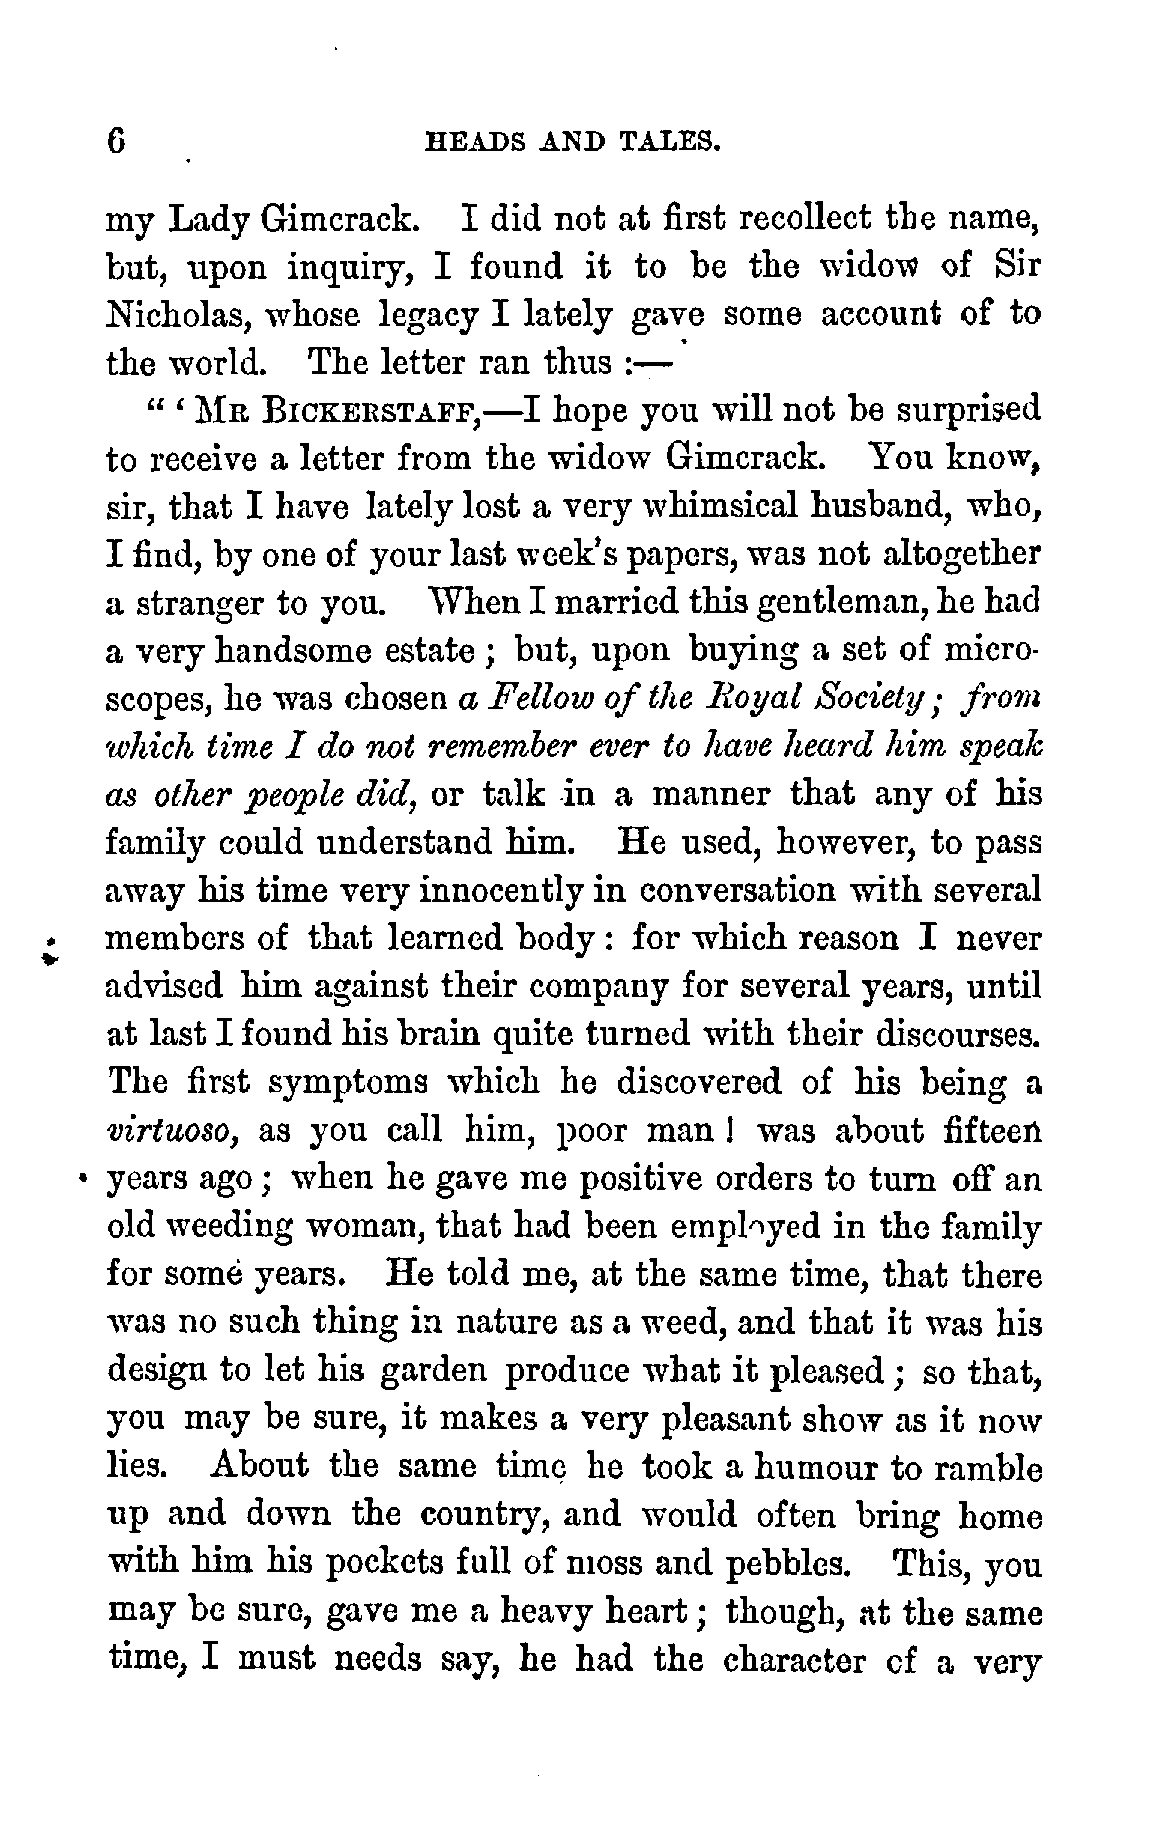 6 HEADS AND TALES.
my Lady Gimcrack. I did not at first recollect the name,
but, upon inquiry, I found it to be the widow of Sir
Nicholas, whose legacy I lately gave some account of to
the world. The letter ran thus :—
“ ‘ MR BICKERSTAFF,—I hope you will not be surprised
to receive a letter from the widow Gimcrack. You know,
sir, that I have lately lost a very whimsical husband, who,
I find, by one of your last week's papers, was not altogether
a stranger to you. When I married this gentleman, he had
a very handsome estate ; but, upon buying a set of micro-
scopes, he was chosen a Fellow of the Royal Society ; from
which time I do not remember ever to have heard him speak
as other people did, or talk in a manner that any of his
family could understand him. He used, however, to pass
away his time very innocently in conversation with several
members of that learned body : for which reason I never
advised him against their company for several years, until
at last I found his brain quite turned with their discourses.
The first symptoms which he discovered of his being a
virtuoso, as you call him, poor man ! was about fifteen
years ago ; when he gave me positive orders to turn off an
old weeding woman, that had been employed in the family
for some years. He told me, at the same time, that there
was no such thing in nature as a weed, and that it was his
design to let his garden produce what it pleased ; so that,
you may be sure, it makes a very pleasant show as it now
lies. About the same time he took a humour to ramble
up and down the country, and would often bring home
with him his pockets full of moss and pebbles. This, you
may be sure, gave me a heavy heart ; though, at the same
time, I must needs say, he had the character of a very